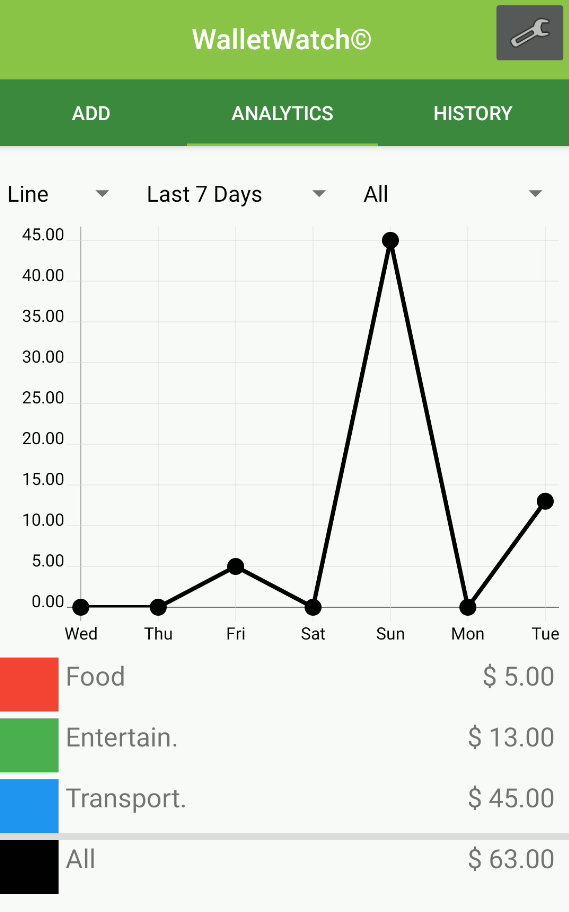 WalletWatch©
ADD ANALYTICS HISTORY
Line Last 7 Days All
45.00
40.00
35.00
30.00
25.00
20.00
15.00
10.00
5.00
0.00
Wed Thu Fri Sat Sun Mon Tue
Food $ 5.00
Entertain. $ 13.00
Transport. $ 45.00
All $ 63.00